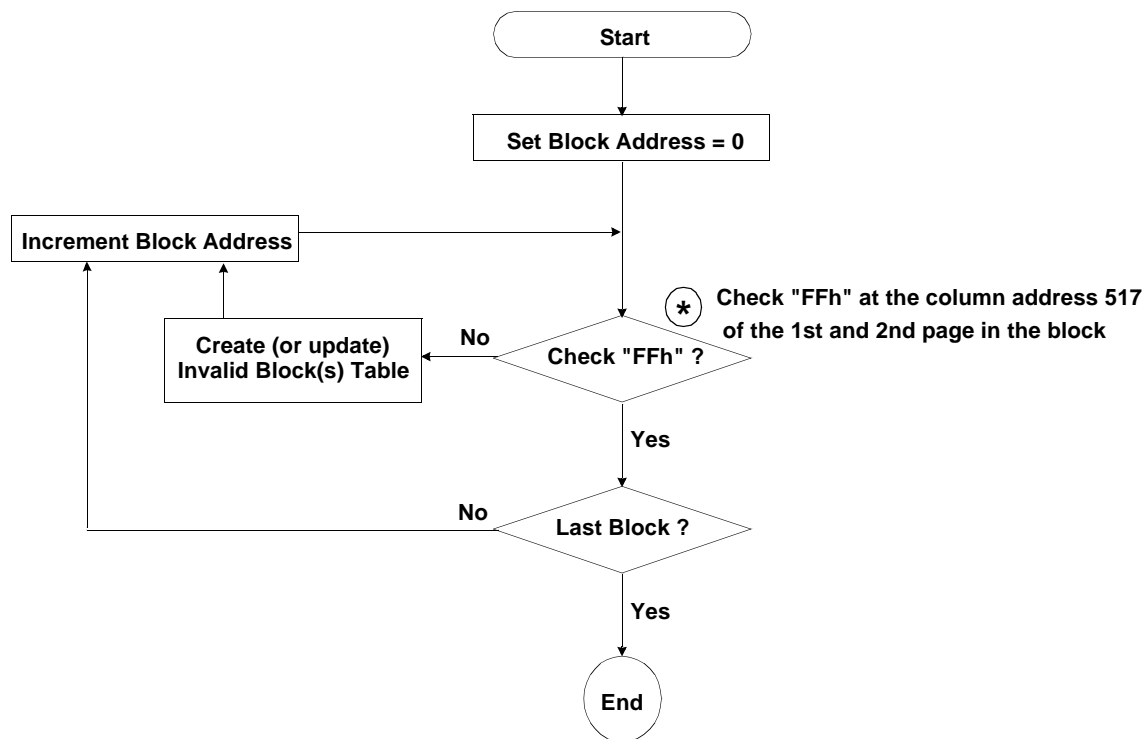 Start
Set Block Address = 0
Increment Block Address
* Check "FFh" at the column address 517
of the 1st and 2nd page in the block
No
Create (or update)
Invalid Block(s) Table
Check "FFh" ?
Yes
No
Last Block ?
Yes
End